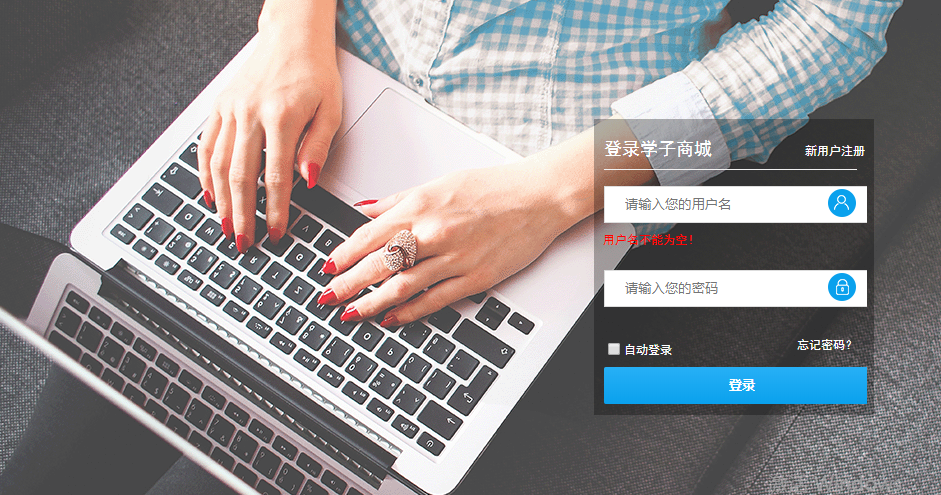 登录学子商城
新用户注册
请输入您的用户名
用户名不能为空!
请输入您的密码
自动登录
忘记密码?
登录